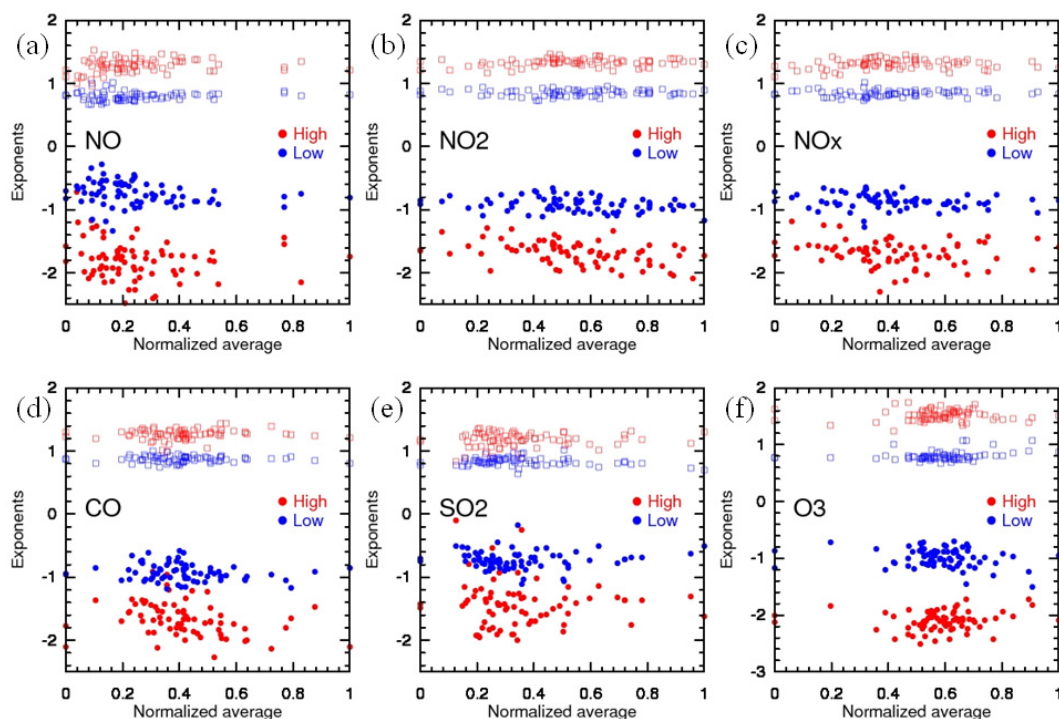 (a)
2
1
0
-1
-2
Exponents
NO
High
Low
0 0.2 0.4 0.6 0.8 1
Normalized average
(b)
2
1
0
-1
-2
Exponents
NO2
High
Low
0 0.2 0.4 0.6 0.8 1
Normalized average
(c)
2
1
0
-1
-2
Exponents
NOx
High
Low
0 0.2 0.4 0.6 0.8 1
Normalized average
(d)
2
1
0
-1
-2
Exponents
CO
High
Low
0 0.2 0.4 0.6 0.8 1
Normalized average
(e)
2
1
0
-1
-2
Exponents
SO2
High
Low
0 0.2 0.4 0.6 0.8 1
Normalized average
(f)
2
1
0
-1
-2
-3
Exponents
O3
High
Low
0 0.2 0.4 0.6 0.8 1
Normalized average